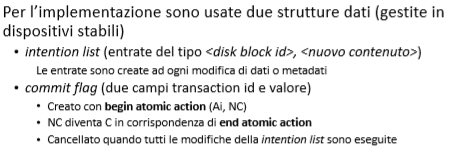 Per l'implementazione sono usate due strutture dati (gestite in
dispositivi stabili)
• intention list (entrate del tipo <disk block id>, <nuovo contenuto>)
Le entrate sono create ad ogni modifica di dati o metadati
• commit flag (due campi transaction id e valore)
• Creato con begin atomic action (Ai, NC)
• NC diventa C in corrispondenza di end atomic action
• Cancellato quando tutti le modifiche della intention list sono eseguite